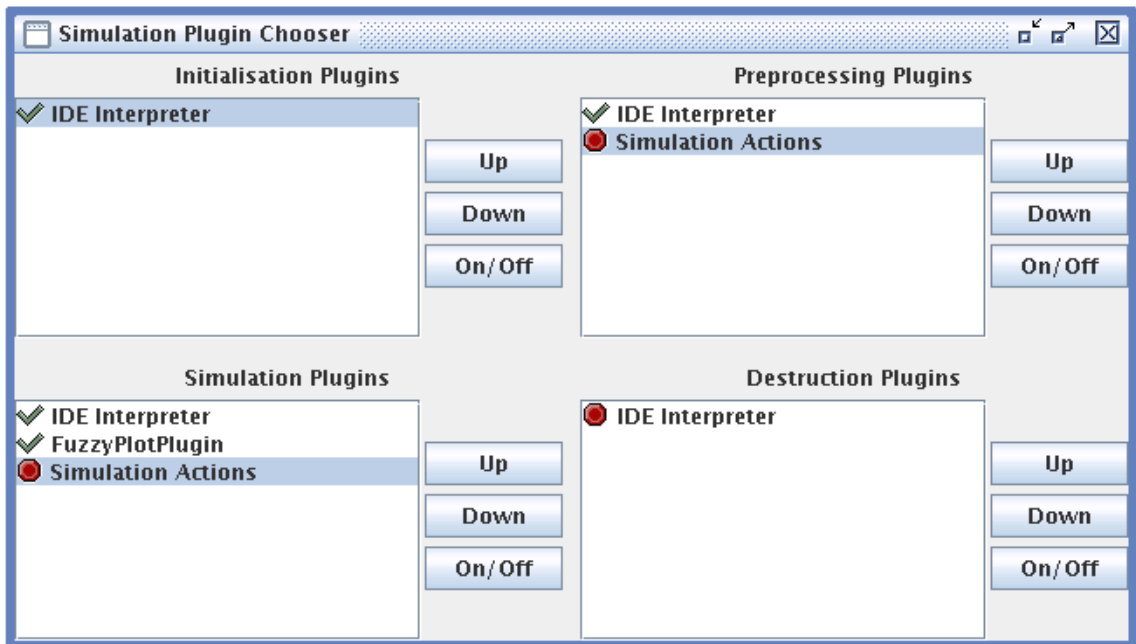 Simulation Plugin Chooser
Initialisation Plugins
IDE Interpreter
Up
Down
On/Off
Preprocessing Plugins
IDE Interpreter
Simulation Actions
Up
Down
On/Off
Simulation Plugins
IDE Interpreter
FuzzyPlotPlugin
Simulation Actions
Up
Down
On/Off
Destruction Plugins
IDE Interpreter
Up
Down
On/Off